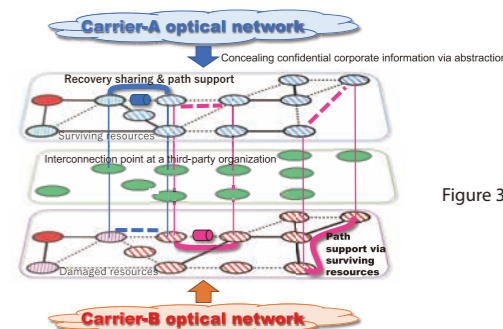 Carrier-A optical network
Concealing confidential corporate information via abstraction
Recovery sharing & path support
Surviving resources
Interconnection point at a third-party organization
Figure 3
Path
support via
surviving
resources
Damaged resources
Carrier-B optical network